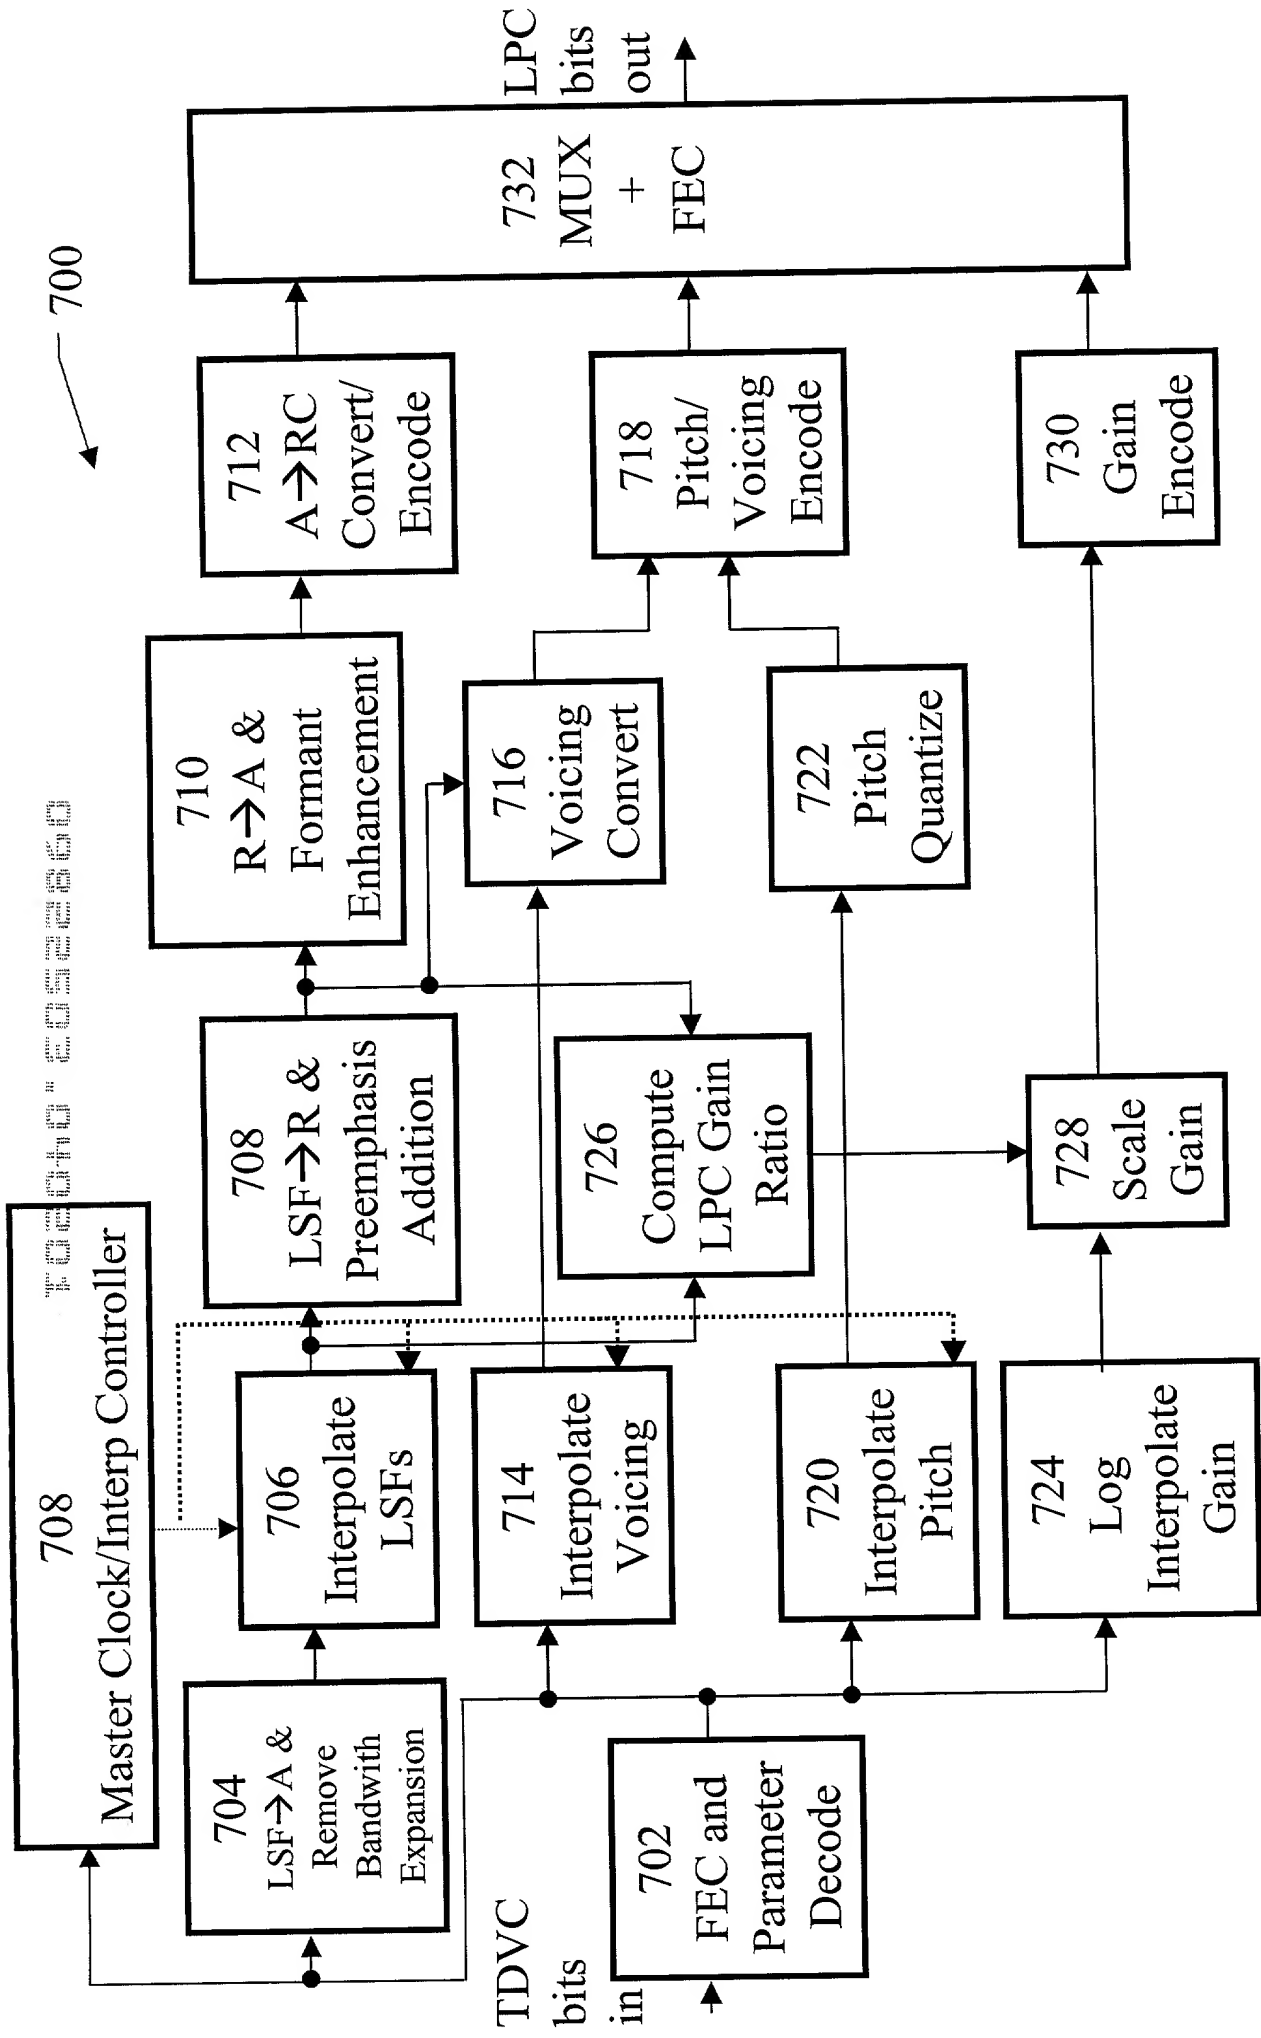 700
708
Master Clock/Interp Controller
704
LSF→A &
Remove
Bandwith
Expansion
706
Interpolate
LSFs
708
LSF→R &
Preemphasis
Addition
710
R→A &
Formant
Enhancement
712
A→RC
Convert/
Encode
714
Interpolate
Voicing
716
Voicing
Convert
718
Pitch/
Voicing
Encode
TDVC
bits
in
702
FEC and
Parameter
Decode
726
Compute
LPC Gain
Ratio
720
Interpolate
Pitch
722
Pitch
Quantize
724
Log
Interpolate
Gain
728
Scale
Gain
730
Gain
Encode
732
MUX
+
FEC
LPC
bits
out